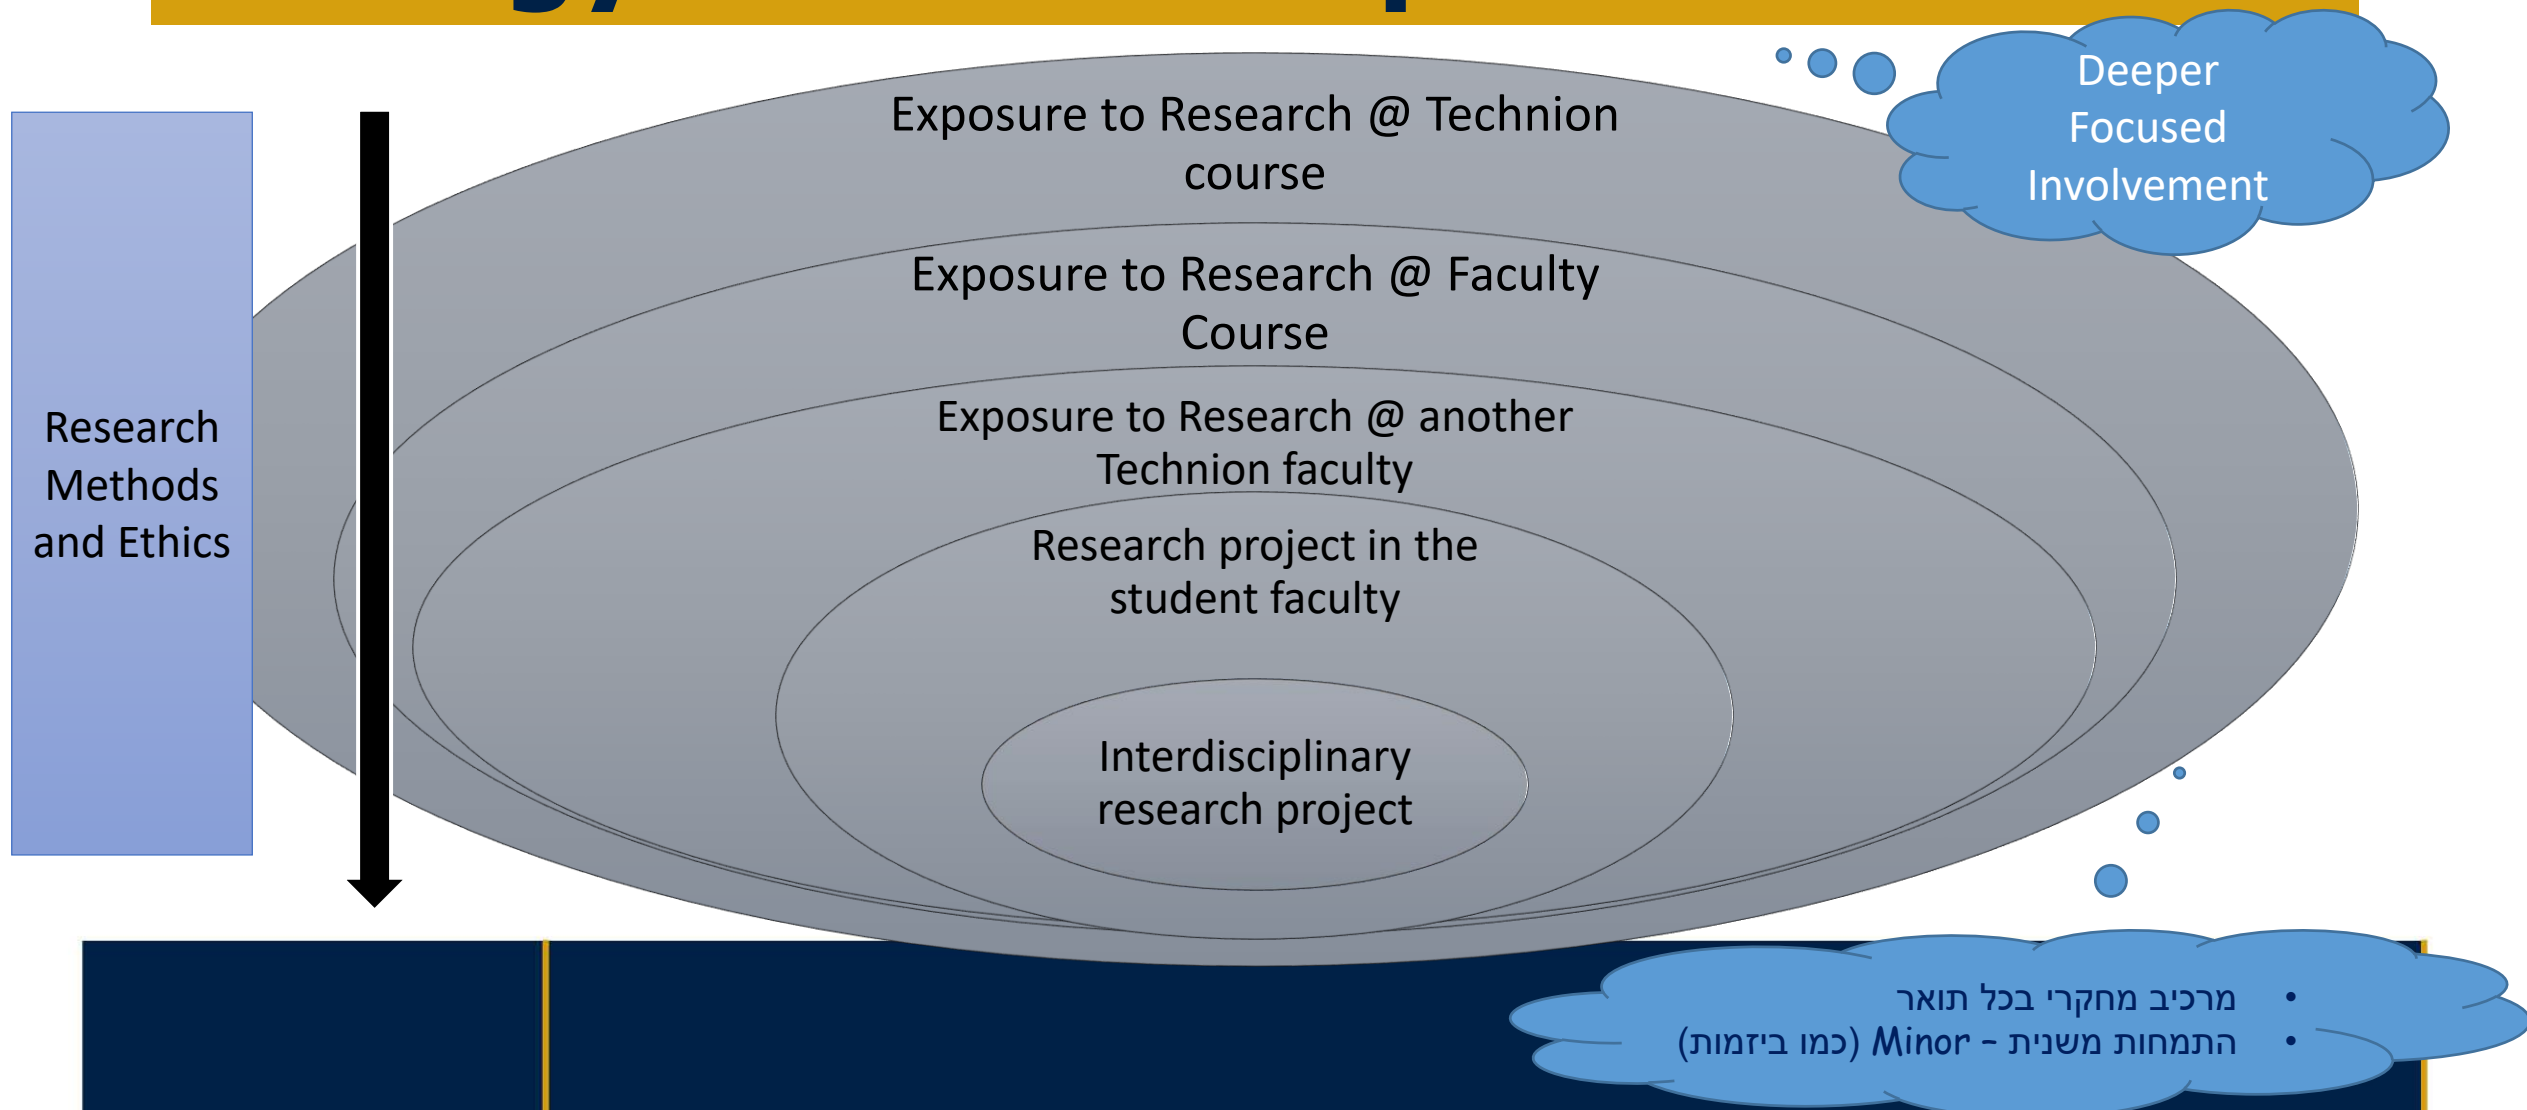 Deeper
Focused
Involvement
Exposure to Research @ Technion
course
Exposure to Research @ Faculty
Course
Exposure to Research @ another
Technion faculty
Research project in the
student faculty
Interdisciplinary
research project
Research
Methods
and Ethics
• מרכיב מחקרי בכל תואר
• התמחות משנית – Minor (כמו ביזמות)